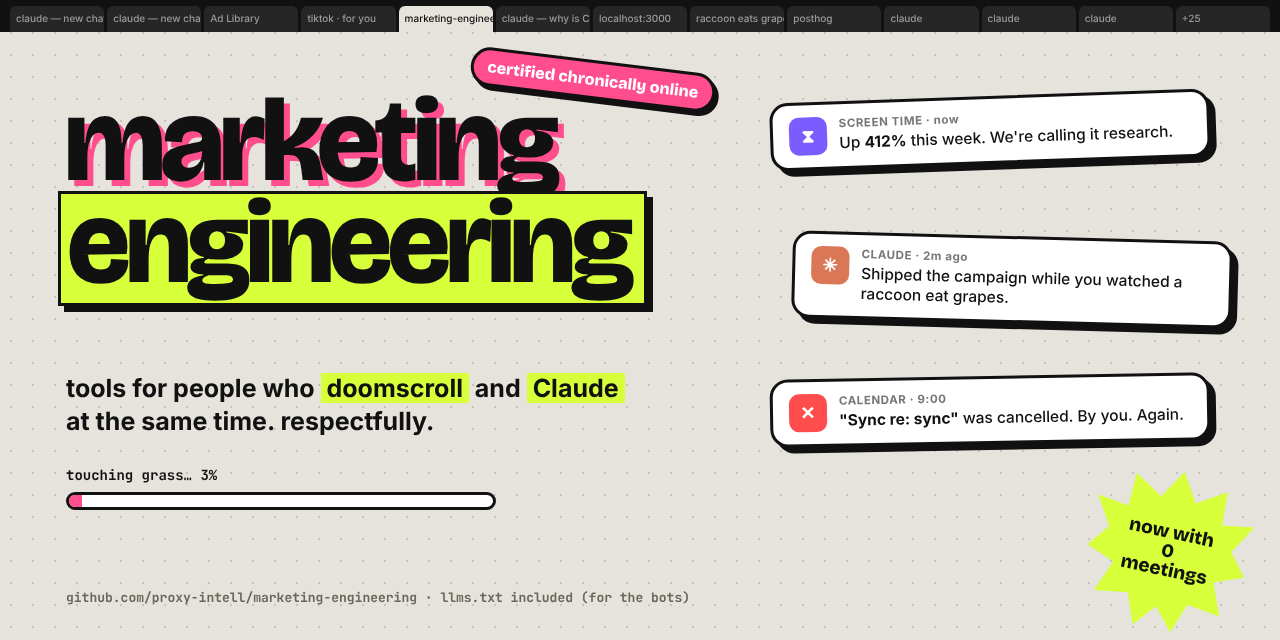 claude — new cha
claude — new cha
Ad Library
tiktok · for you
marketing-enginee
claude — why is C
localhost:3000
raccoon eats grap
posthog
claude
claude
claude
+25
certified chronically online
marketing
engineering
tools for people who doomscroll and Claude
at the same time. respectfully.
touching grass… 3%
github.com/proxy-intell/marketing-engineering · llms.txt included (for the bots)
SCREEN TIME · now
Up 412% this week. We're calling it research.
CLAUDE · 2m ago
Shipped the campaign while you watched a
raccoon eat grapes.
CALENDAR · 9:00
"Sync re: sync" was cancelled. By you. Again.
now with
0
meetings